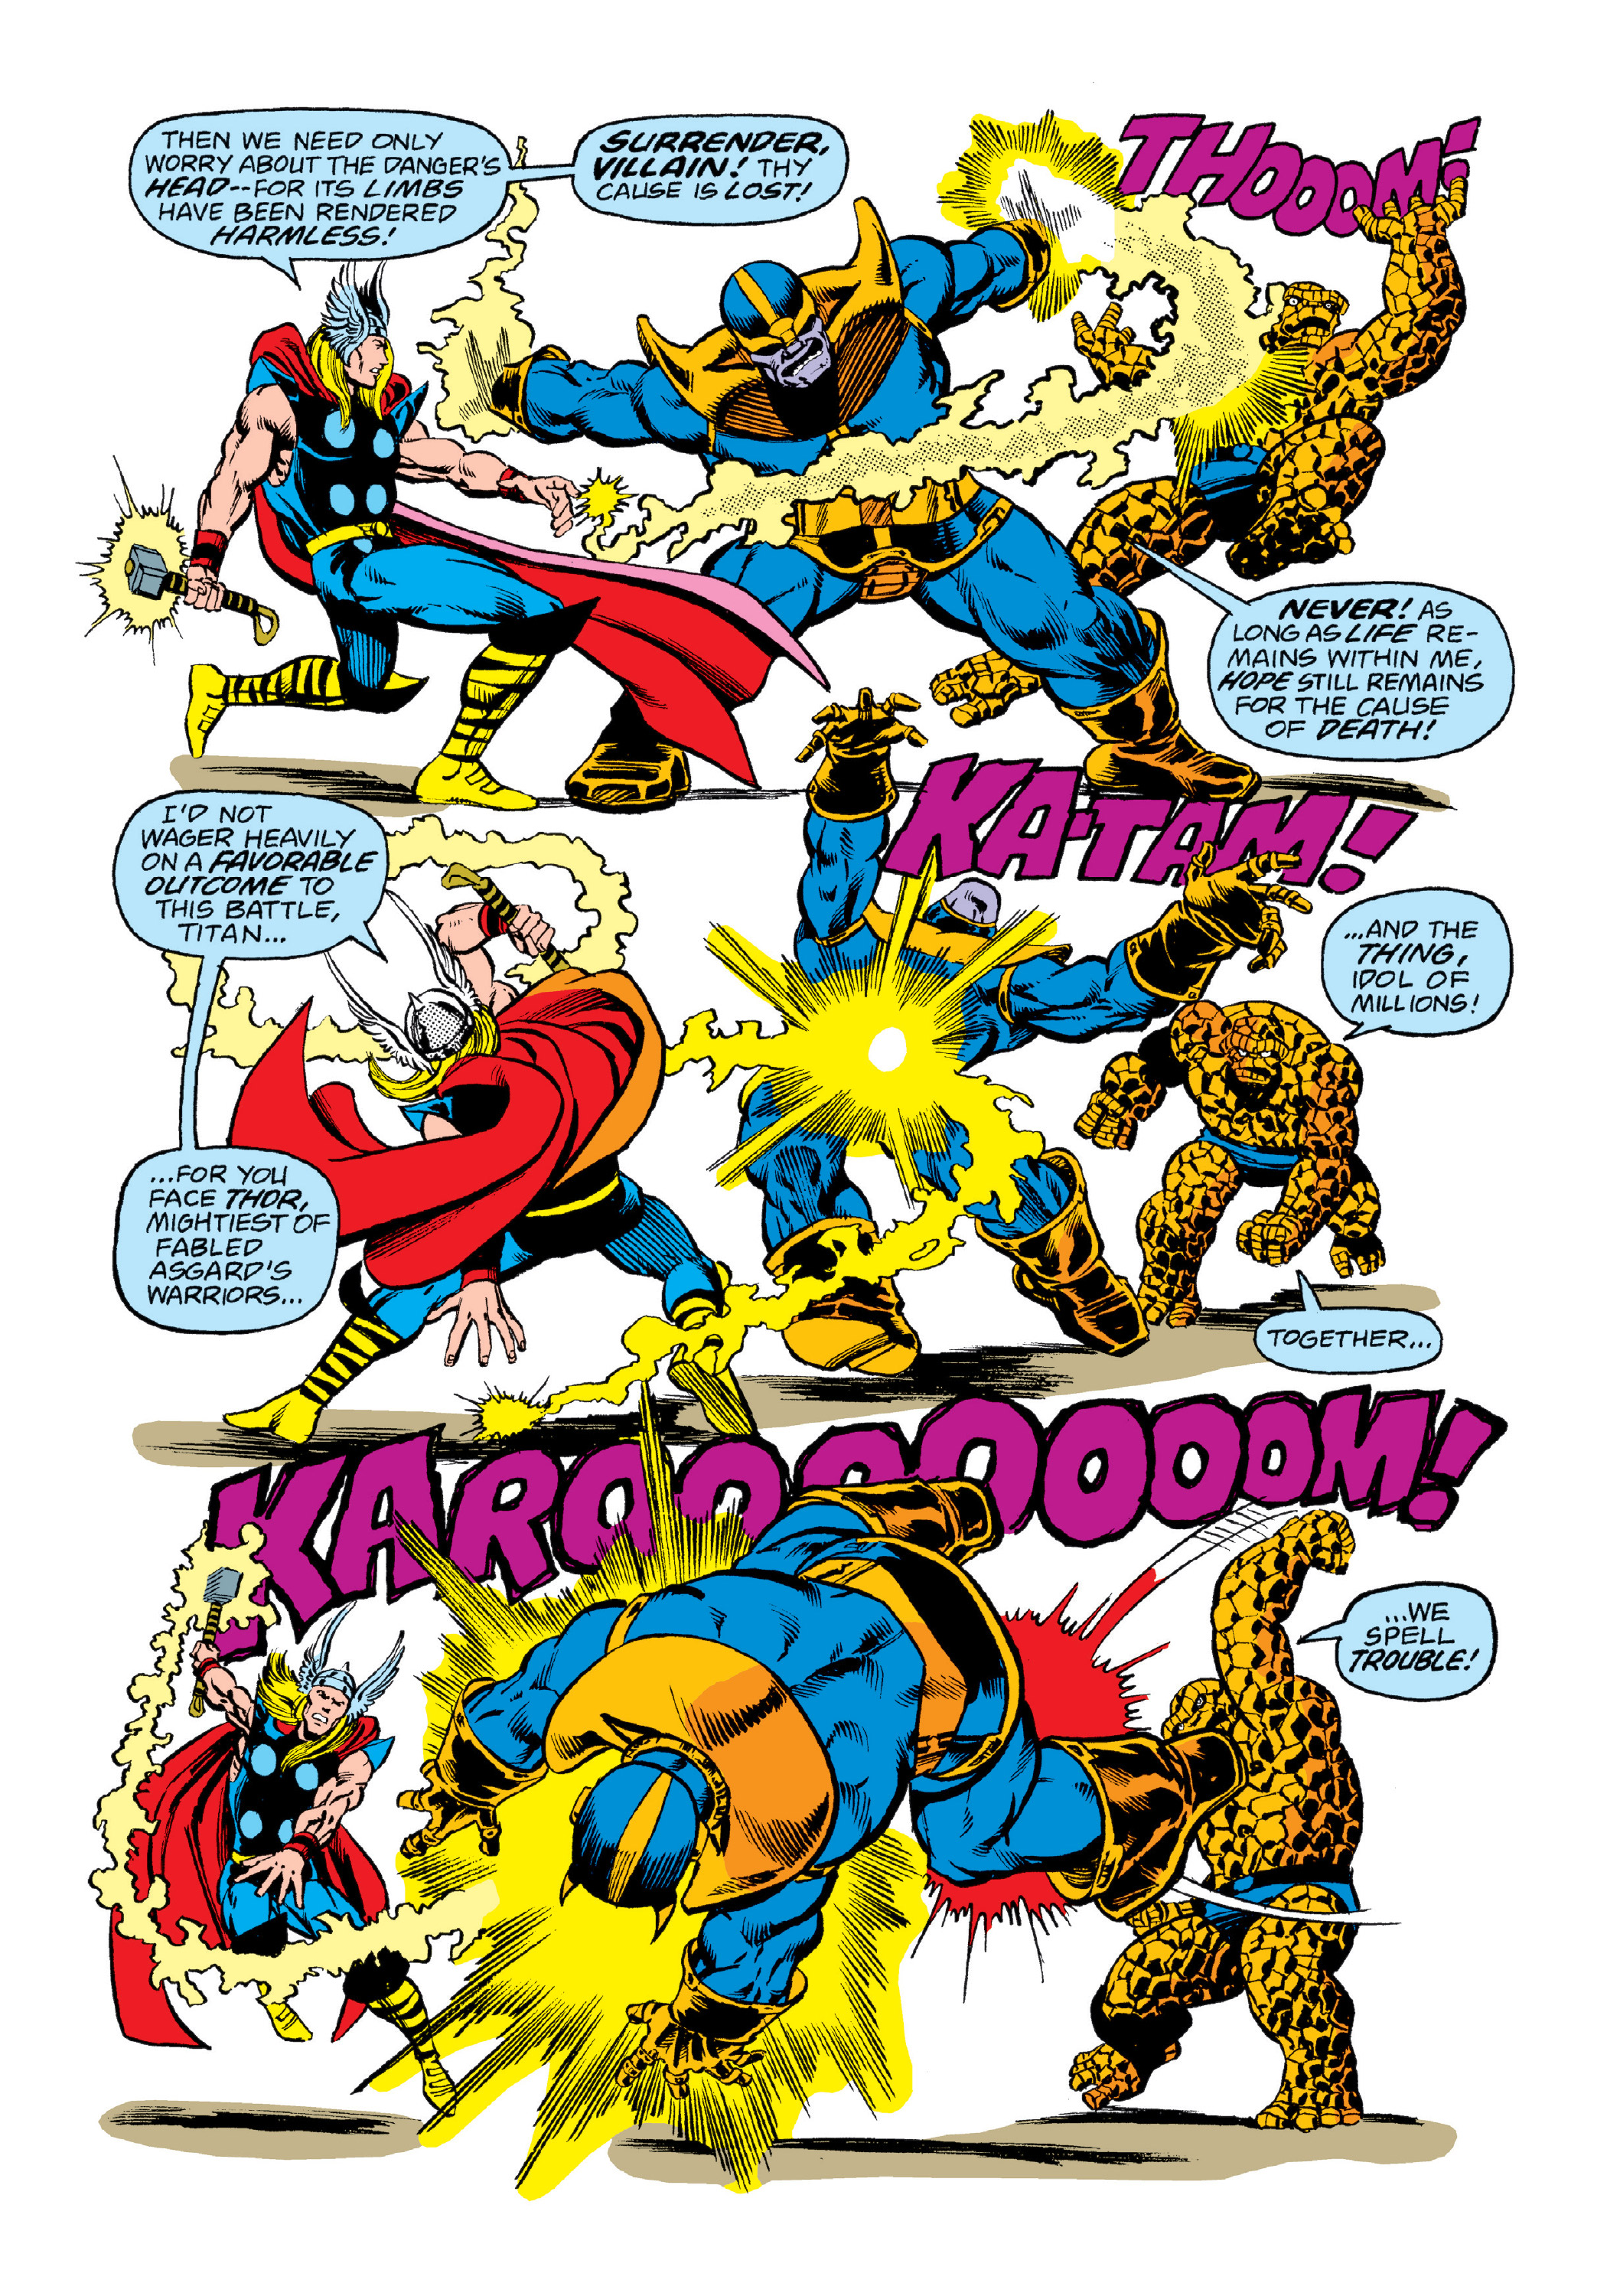 THEN WE NEED ONLY
WORRY ABOUT THE DANGER'S
HEAD--FOR ITS LIMBS
HAVE BEEN RENDERED
HARMLESS!
SURRENDER,
VILLAIN! THY
CAUSE IS LOST!
THOOOM!
NEVER! AS
LONG AS LIFE RE-
MAINS WITHIN ME,
HOPE STILL REMAINS
FOR THE CAUSE
OF DEATH!
I'D NOT
WAGER HEAVILY
ON A FAVORABLE
OUTCOME TO
THIS BATTLE,
TITAN...
KA-TAM!
...FOR YOU
FACE THOR,
MIGHTIEST OF
FABLED
ASGARD'S
WARRIORS...
...AND THE
THING,
IDOL OF
MILLIONS!
TOGETHER...
KAROOOOOOOOM!
...WE
SPELL
TROUBLE!